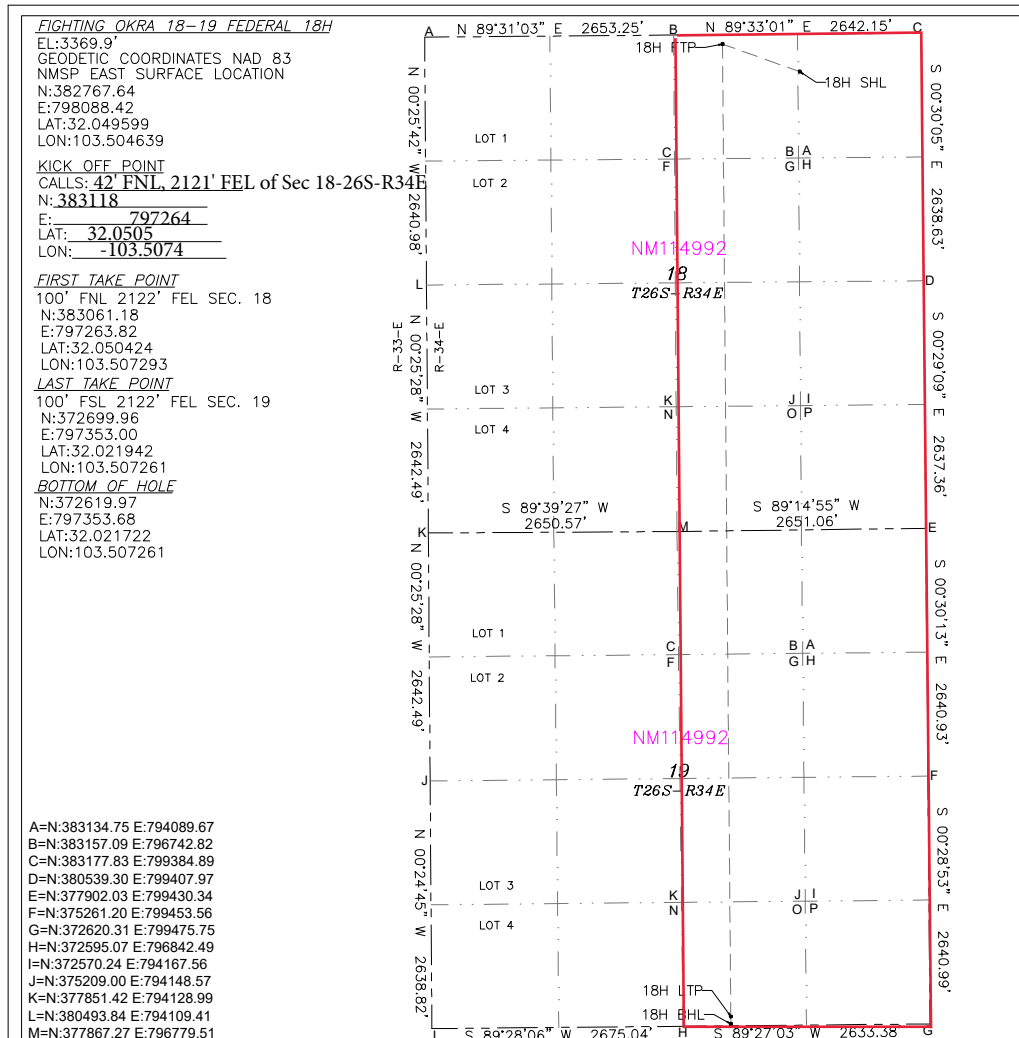 FIGHTING OKRA 18-19 FEDERAL 18H
EL:3369.9'
GEODETIC COORDINATES NAD 83
NMSP EAST SURFACE LOCATION
N:382767.64
E:798088.42
LAT:32.049599
LON:103.504639
KICK OFF POINT
CALLS: 42' FNL, 2121' FEL of Sec 18-26S-R34E
N: 383118
E: 797264
LAT: 32.0505
LON: -103.5074
FIRST TAKE POINT
100' FNL 2122' FEL SEC. 18
N:383061.18
E:797263.82
LAT:32.050424
LON:103.507293
LAST TAKE POINT
100' FSL 2122' FEL SEC. 19
N:372699.96
E:797353.00
LAT:32.021942
LON:103.507261
BOTTOM OF HOLE
N:372619.97
E:797353.68
LAT:32.021722
LON:103.507261
A=N:383134.75 E:794089.67
B=N:383157.09 E:796742.82
C=N:383177.83 E:799384.89
D=N:380539.30 E:799407.97
E=N:377902.03 E:799430.34
F=N:375261.20 E:799453.56
G=N:372620.31 E:799475.75
H=N:372595.07 E:796842.49
I=N:372570.24 E:794167.56
J=N:375209.00 E:794148.57
K=N:377851.42 E:794128.99
L=N:380493.84 E:794109.41
M=N:377867.27 E:796779.51
A N 89°31'03" E 2653.25' B N 89°33'01" E 2642.15' C
18H FTP
18H SHL
LOT 1
C B A
F G H
LOT 2
N 00°25'42" W 2640.98'
S 00°30'05" E 2638.63'
NM114992
L 18 D
T26S-R34E
R-33-E
R-34-E
N 00°25'28" W 2642.49'
S 00°29'09" E 2637.36'
LOT 3
K J I
N O P
LOT 4
S 89°39'27" W S 89°14'55" W
2650.57' 2651.06'
K M E
N 00°25'28" W 2642.49'
S 00°30'13" E 2640.93'
LOT 1
C B A
F G H
LOT 2
NM114992
J 19 F
T26S-R34E
N 00°24'45" W 2638.82'
S 00°28'53" E 2640.99'
LOT 3
K J I
N O P
LOT 4
18H LTP
18H BHL
I S 89°28'06" W 2675.04' H S 89°27'03" W 2633.38' G